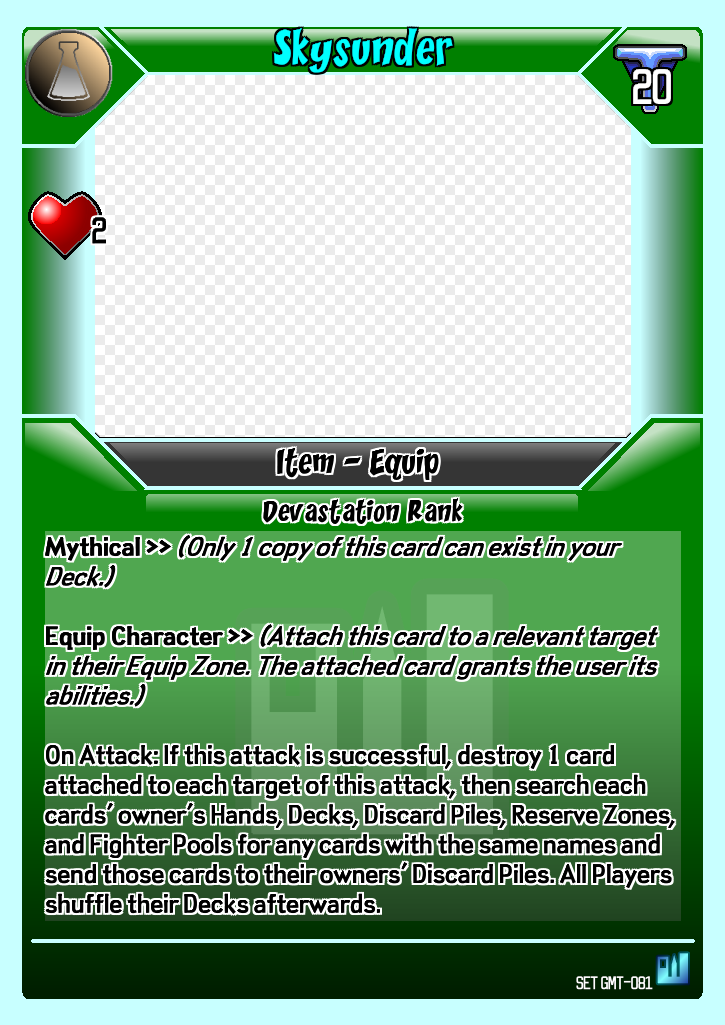 Skysunder
20
2
Item - Equip
Devastation Rank
Mythical >> (Only 1 copy of this card can exist in your
Deck.)
Equip Character >> (Attach this card to a relevant target
in their Equip Zone. The attached card grants the user its
abilities.)
On Attack: If this attack is successful, destroy 1 card
attached to each target of this attack, then search each
cards' owner's Hands, Decks, Discard Piles, Reserve Zones,
and Fighter Pools for any cards with the same names and
send those cards to their owners' Discard Piles. All Players
shuffle their Decks afterwards.
SET GMT-081